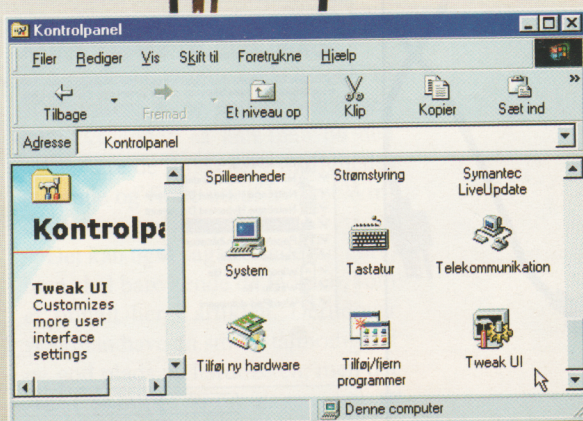 Kontrolpanel
Filer Rediger Vis Skift til Foretrukne Hjælp
Tilbage Fremad Et niveau op Klip Kopier Sæt ind »
Adresse Kontrolpanel
Spilleenheder Strømstyring Symantec
LiveUpdate
Kontrolpa
System Tastatur Telekommunikation
Tweak UI
Customizes
more user
interface
settings
Tilføj ny hardware Tilføj/fjern
programmer Tweak UI
Denne computer